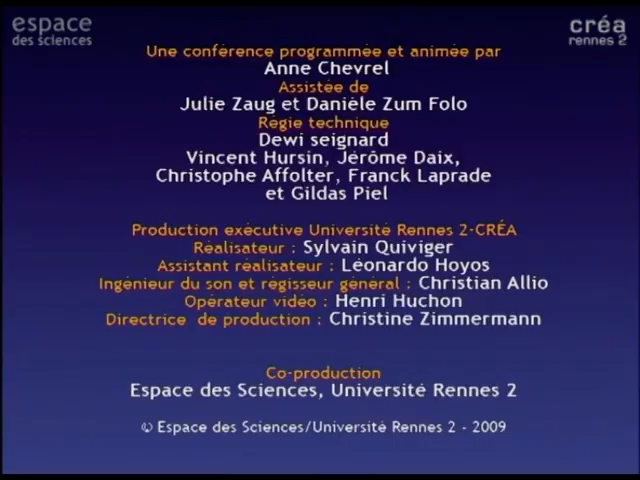 espace
des sciences
créa
rennes 2
Une conférence programmée et animée par
Anne Chevrel
Assistée de
Julie Zaug et Danièle Zum Folo
Régie technique
Dewi seignard
Vincent Hursin, Jérôme Daix,
Christophe Affolter, Franck Laprade
et Gildas Piel
Production exécutive Université Rennes 2-CRÉA
Réalisateur : Sylvain Quiviger
Assistant réalisateur : Léonardo Hoyos
Ingénieur du son et régisseur général : Christian Allio
Opérateur vidéo : Henri Huchon
Directrice de production : Christine Zimmermann
Co-production
Espace des Sciences, Université Rennes 2
© Espace des Sciences/Université Rennes 2 - 2009